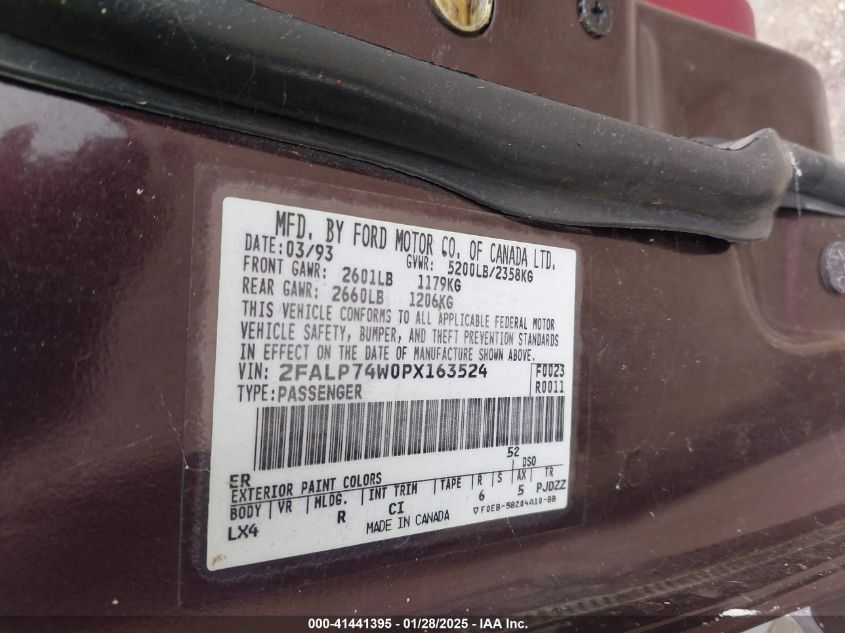 MFD. BY FORD MOTOR CO. OF CANADA LTD.
DATE: 03/93 GVWR: 5200LB/2358KG
FRONT GAWR: 2601LB 1179KG
REAR GAWR: 2660LB 1206KG
THIS VEHICLE CONFORMS TO ALL APPLICABLE FEDERAL MOTOR
VEHICLE SAFETY, BUMPER, AND THEFT PREVENTION STANDARDS
IN EFFECT ON THE DATE OF MANUFACTURE SHOWN ABOVE.
VIN: 2FALP74W0PX163524 F0023
TYPE: PASSENGER R0011
52
ER DSO
EXTERIOR PAINT COLORS
BODY VR MLDG. INT TRIM TAPE R S AX TR
LX4 R CI 6 5 PJDZZ
MADE IN CANADA F0EB-58204A10-BB
000-41441395 / 01/28/2025 - IAA Inc.